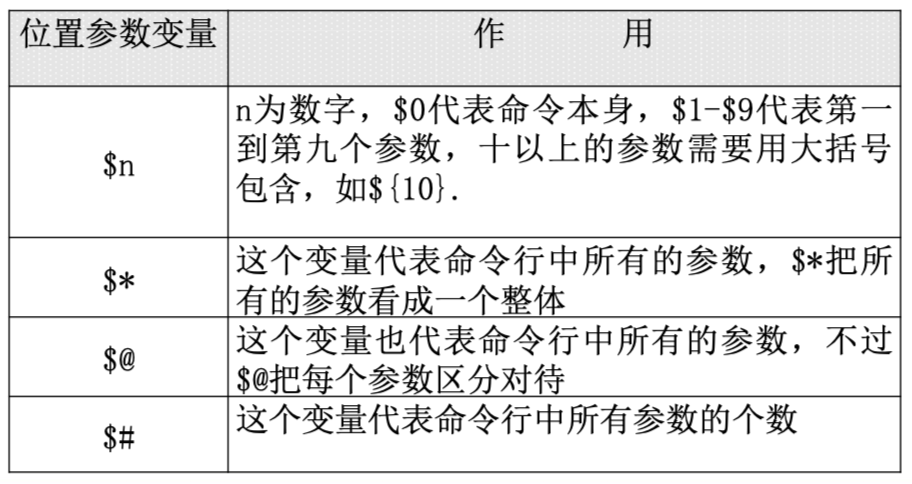 位置参数变量
作 用
$n
n为数字，$0代表命令本身，$1-$9代表第一
到第九个参数，十以上的参数需要用大括号
包含，如${10}.
$*
这个变量代表命令行中所有的参数，$*把所
有的参数看成一个整体
$@
这个变量也代表命令行中所有的参数，不过
$@把每个参数区分对待
$#
这个变量代表命令行中所有参数的个数